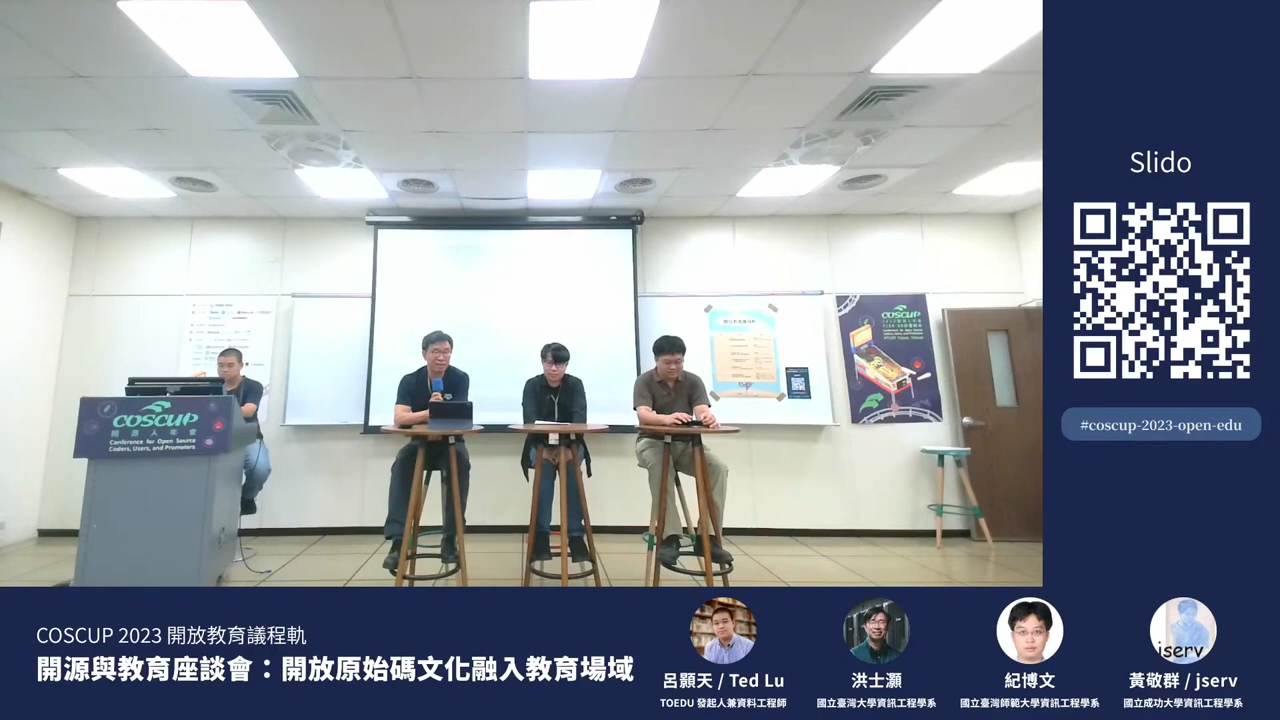 Slido
#coscup-2023-open-edu
COSCUP
開源人年會
Conference for Open Source
Coders, Users, and Promoters
COSCUP
COSCUP 2023 開放教育議程軌
開源與教育座談會：開放原始碼文化融入教育場域
呂顥天 / Ted Lu
TOEDU 發起人兼資料工程師
洪士灝
國立臺灣大學資訊工程學系
紀博文
國立臺灣師範大學資訊工程學系
jserv
黃敬群 / jserv
國立成功大學資訊工程學系